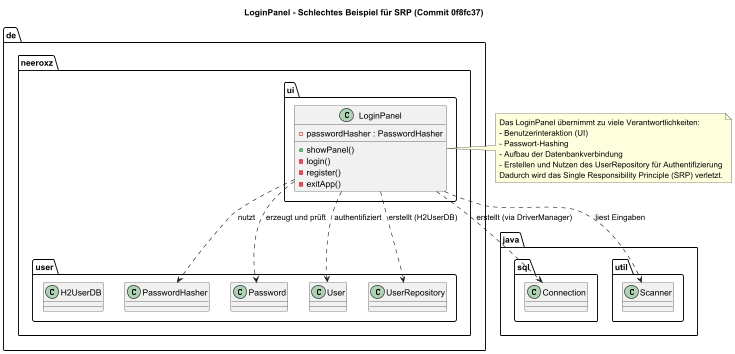 LoginPanel - Schlechtes Beispiel für SRP (Commit 0f8fc37)
de
neeroxz
ui
C LoginPanel
passwordHasher : PasswordHasher
showPanel()
login()
register()
exitApp()
Das LoginPanel übernimmt zu viele Verantwortlichkeiten:
- Benutzerinteraktion (UI)
- Passwort-Hashing
- Aufbau der Datenbankverbindung
- Erstellen und Nutzen des UserRepository für Authentifizierung
Dadurch wird das Single Responsibility Principle (SRP) verletzt.
nutzt
erzeugt und prüft
authentifiziert
erstellt (H2UserDB)
erstellt (via DriverManager)
liest Eingaben
user
C H2UserDB
C PasswordHasher
C Password
C User
C UserRepository
java
sql
C Connection
util
C Scanner